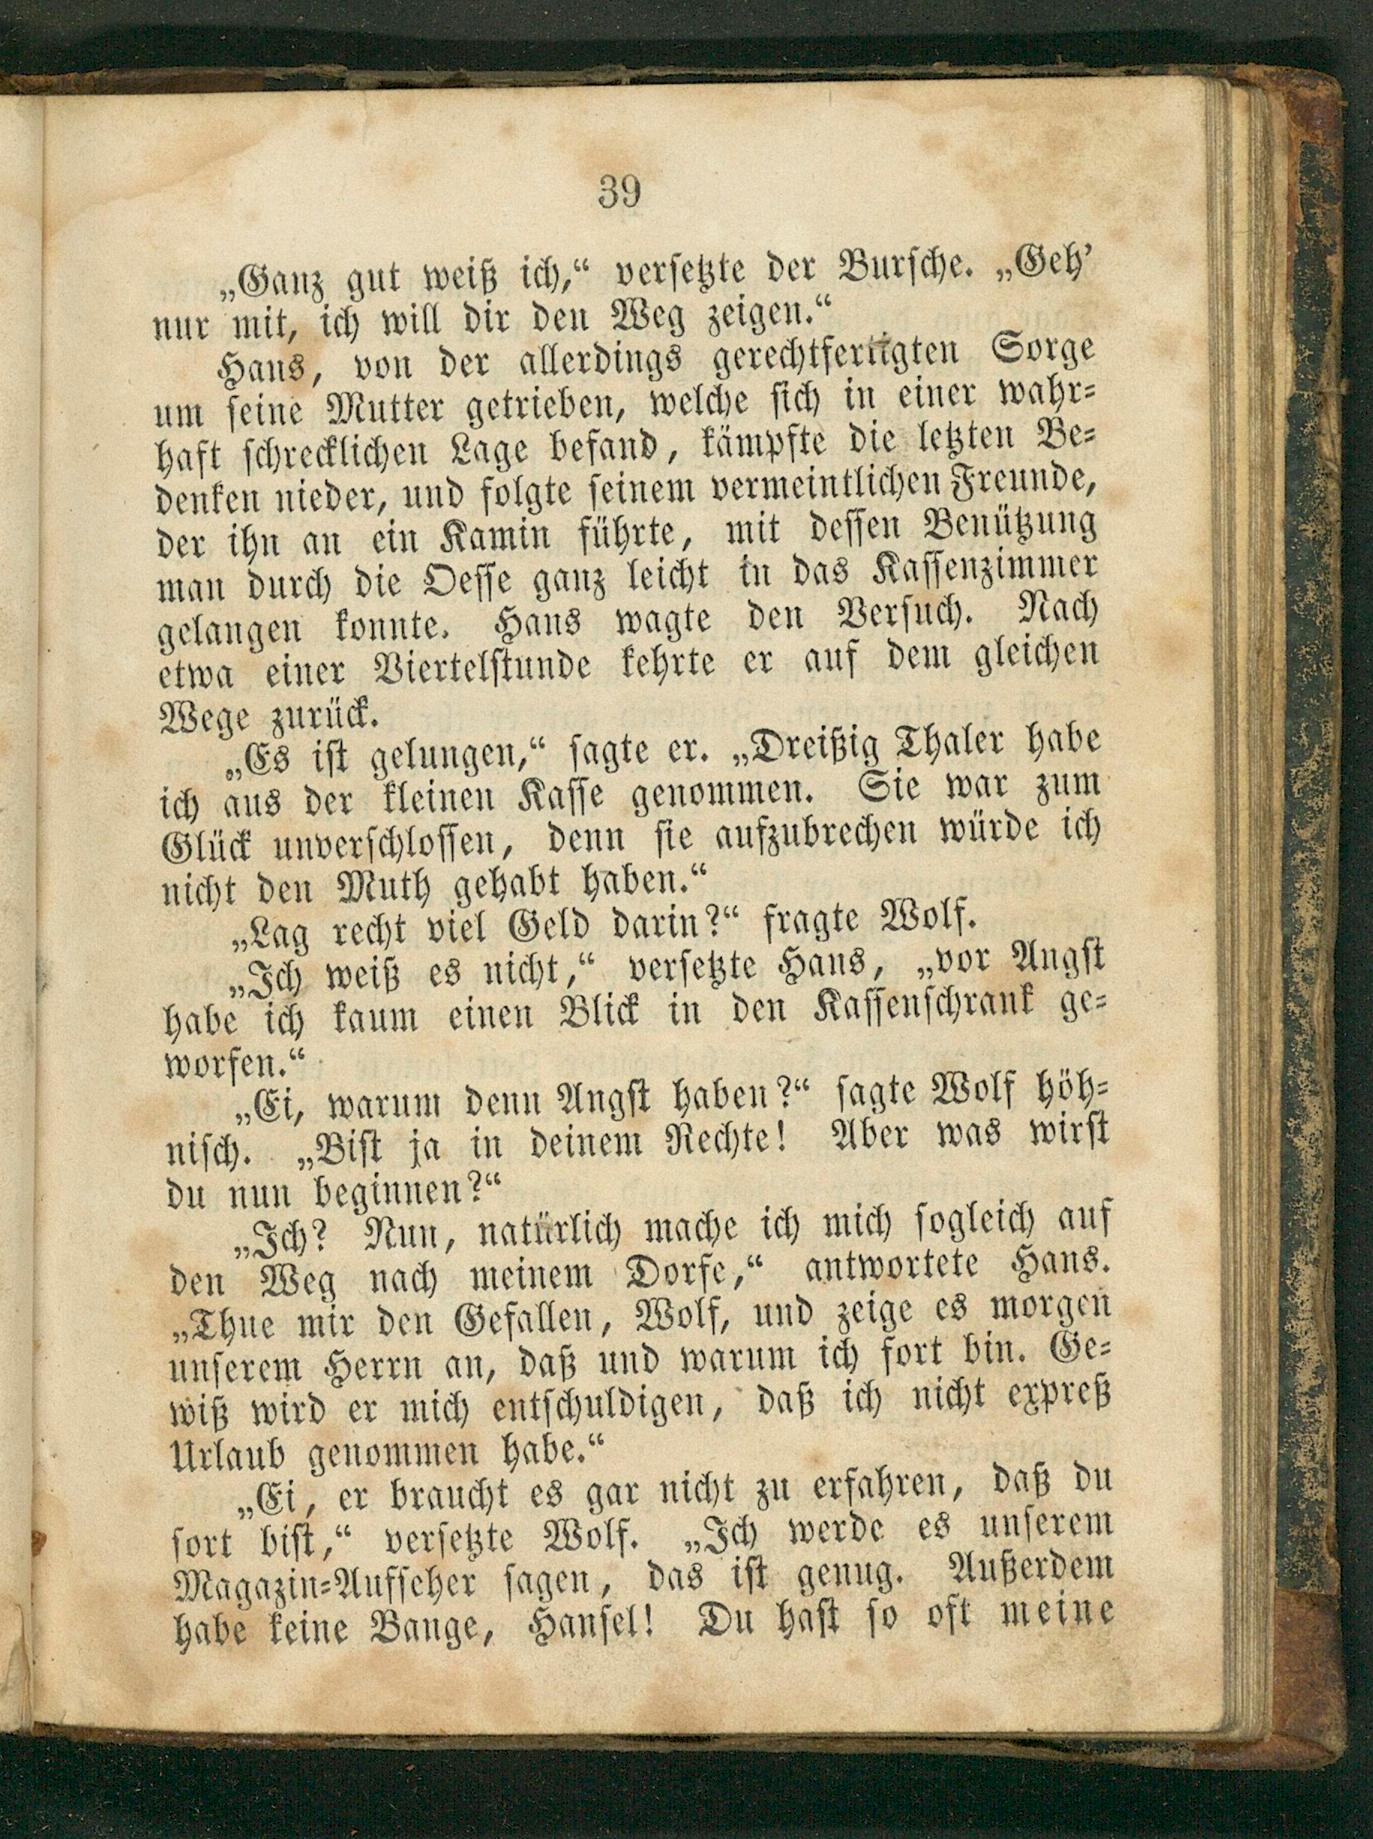 39
„Ganz gut weiß ich,“ versetzte der Bursche. „Geh’
nur mit, ich will dir den Weg zeigen.“
Hans, von der allerdings gerechtfertigten Sorge
um seine Mutter getrieben, welche sich in einer wahr=
haft schrecklichen Lage befand, kämpfte die letzten Be=
denken nieder, und folgte seinem vermeintlichen Freunde,
der ihn an ein Kamin führte, mit dessen Benützung
man durch die Oesse ganz leicht in das Kassenzimmer
gelangen konnte. Hans wagte den Versuch. Nach
etwa einer Viertelstunde kehrte er auf dem gleichen
Wege zurück.
„Es ist gelungen,“ sagte er. „Dreißig Thaler habe
ich aus der kleinen Kasse genommen. Sie war zum
Glück unverschlossen, denn sie aufzubrechen würde ich
nicht den Muth gehabt haben.“
„Lag recht viel Geld darin?“ fragte Wolf.
„Ich weiß es nicht,“ versetzte Hans, „vor Angst
habe ich kaum einen Blick in den Kassenschrank ge=
worfen.“
„Ei, warum denn Angst haben?“ sagte Wolf höh=
nisch. „Bist ja in deinem Rechte! Aber was wirst
du nun beginnen?“
„Ich? Nun, natürlich mache ich mich sogleich auf
den Weg nach meinem Dorfe,“ antwortete Hans.
„Thue mir den Gefallen, Wolf, und zeige es morgen
unserem Herrn an, daß und warum ich fort bin. Ge=
wiß wird er mich entschuldigen, daß ich nicht expreß
Urlaub genommen habe.“
„Ei, er braucht es gar nicht zu erfahren, daß du
fort bist,“ versetzte Wolf. „Ich werde es unserem
Magazin=Aufseher sagen, das ist genug. Außerdem
habe keine Bange, Hansel! Du hast so oft meine